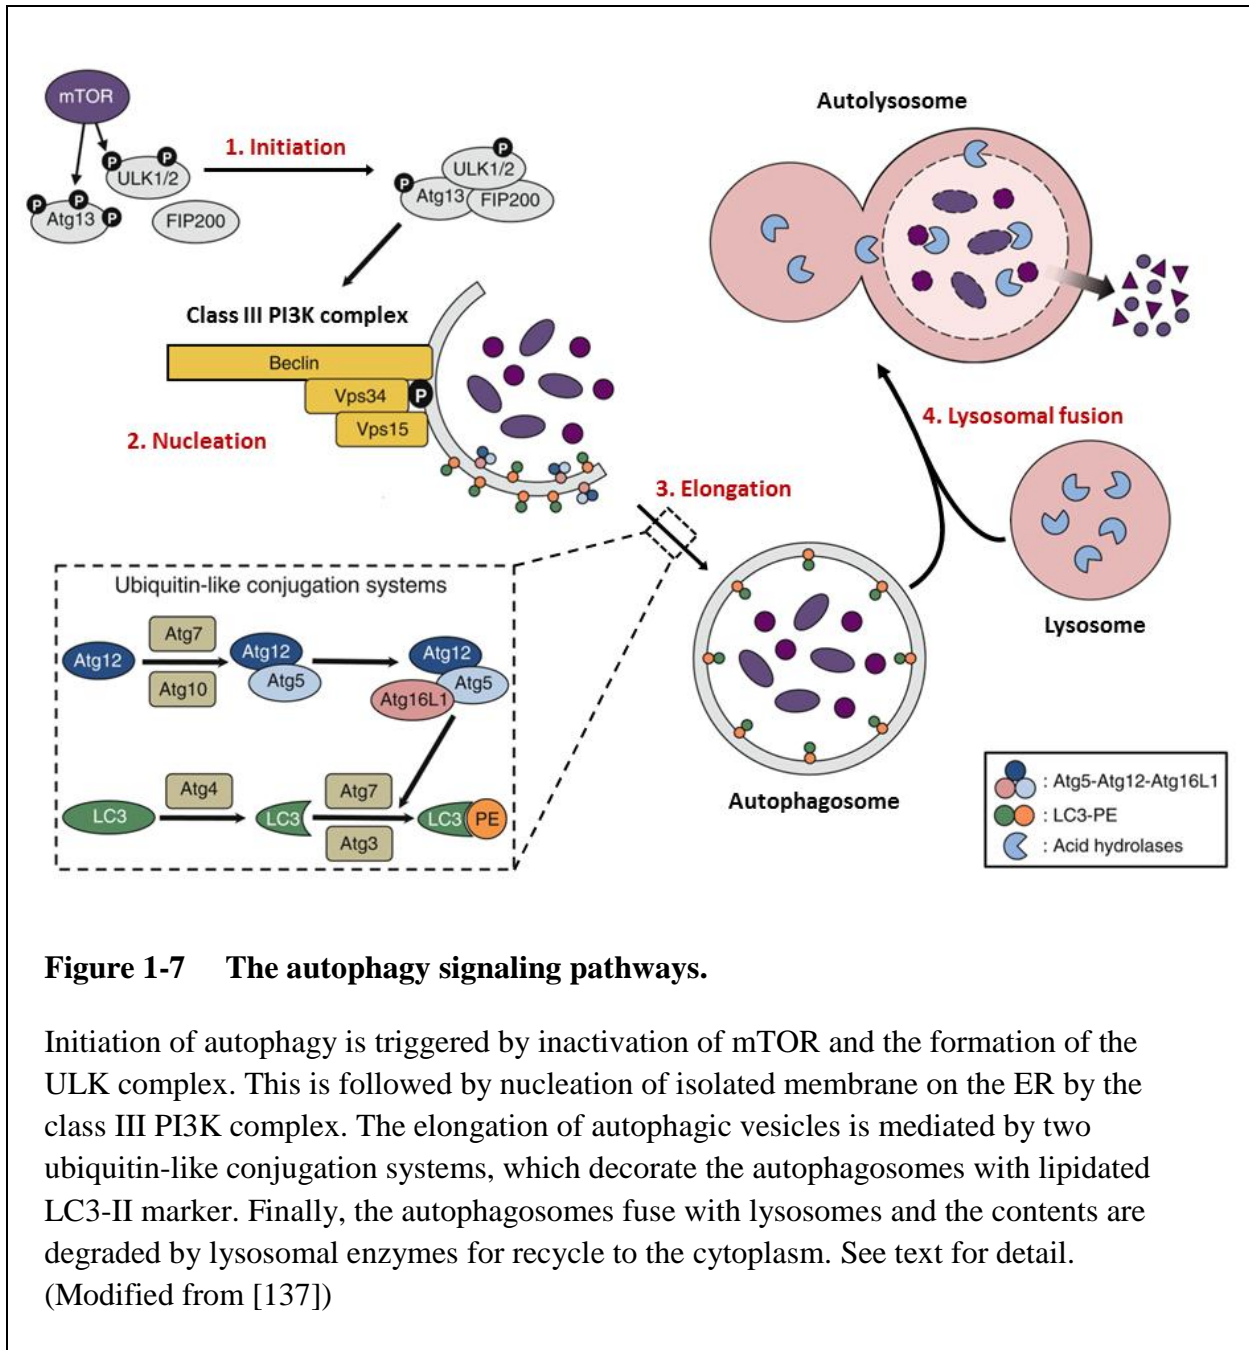 mTOR
P
P
ULK1/2
P
P
P
Atg13
FIP200
1. Initiation
P
ULK1/2
P
Atg13
FIP200
Class III PI3K complex
Beclin
Vps34
P
Vps15
2. Nucleation
3. Elongation
Autolysosome
4. Lysosomal fusion
Lysosome
Autophagosome
Ubiquitin-like conjugation systems
Atg12
Atg7
Atg10
Atg12
Atg5
Atg12
Atg5
Atg16L1
LC3
Atg4
LC3
Atg7
Atg3
LC3
PE
: Atg5-Atg12-Atg16L1
: LC3-PE
: Acid hydrolases
Figure 1-7 The autophagy signaling pathways.
Initiation of autophagy is triggered by inactivation of mTOR and the formation of the
ULK complex. This is followed by nucleation of isolated membrane on the ER by the
class III PI3K complex. The elongation of autophagic vesicles is mediated by two
ubiquitin-like conjugation systems, which decorate the autophagosomes with lipidated
LC3-II marker. Finally, the autophagosomes fuse with lysosomes and the contents are
degraded by lysosomal enzymes for recycle to the cytoplasm. See text for detail.
(Modified from [137])